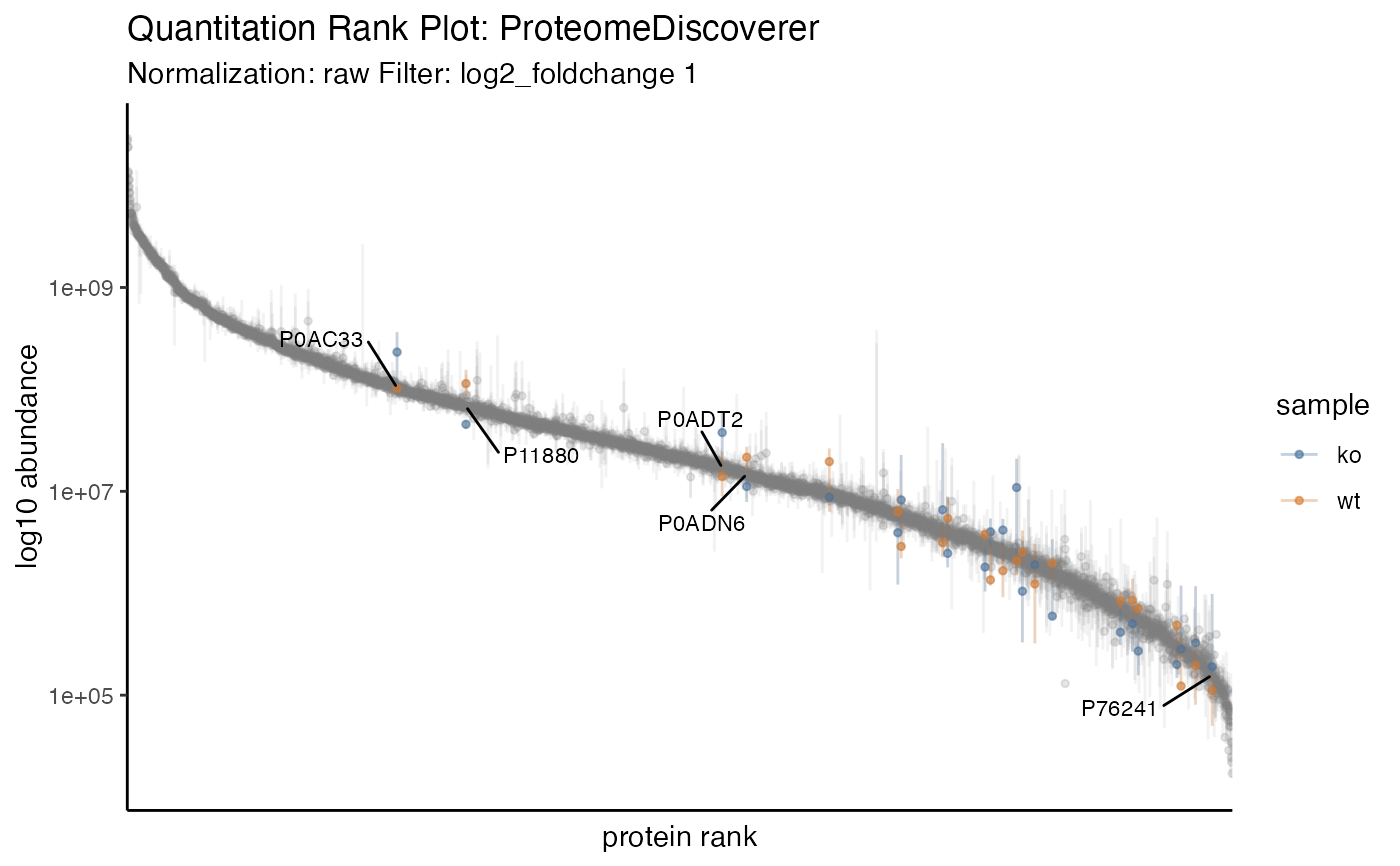 Quantitation Rank Plot: ProteomeDiscoverer
Normalization: raw Filter: log2_foldchange 1
log10 abundance
1e+09
1e+07
1e+05
P0AC33
P11880
P0ADT2
P0ADN6
P76241
protein rank
sample
ko
wt